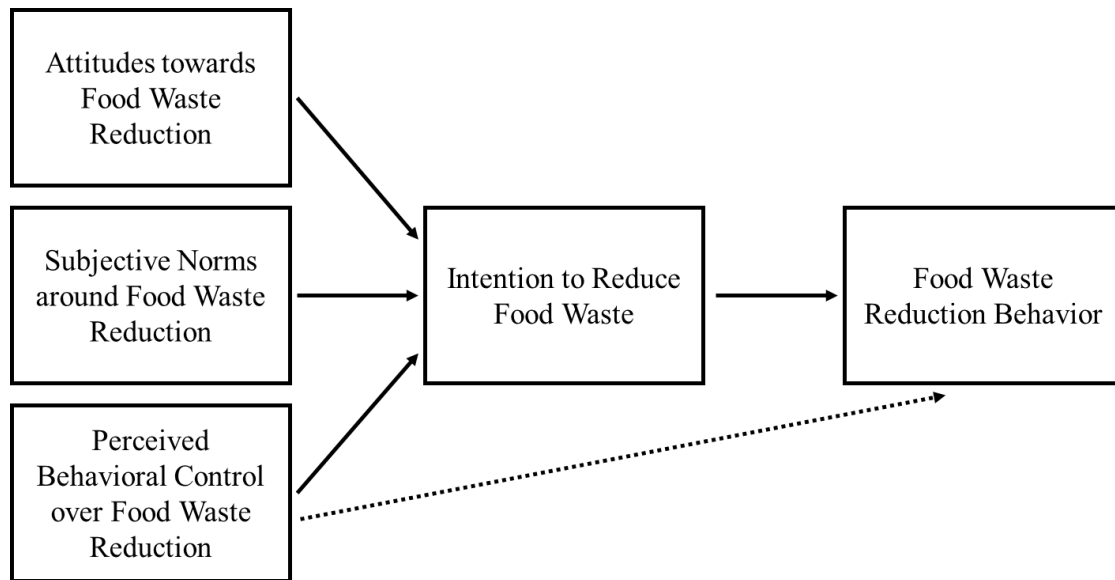 Attitudes towards
Food Waste
Reduction
Subjective Norms
around Food Waste
Reduction
Perceived
Behavioral Control
over Food Waste
Reduction
Intention to Reduce
Food Waste
Food Waste
Reduction Behavior